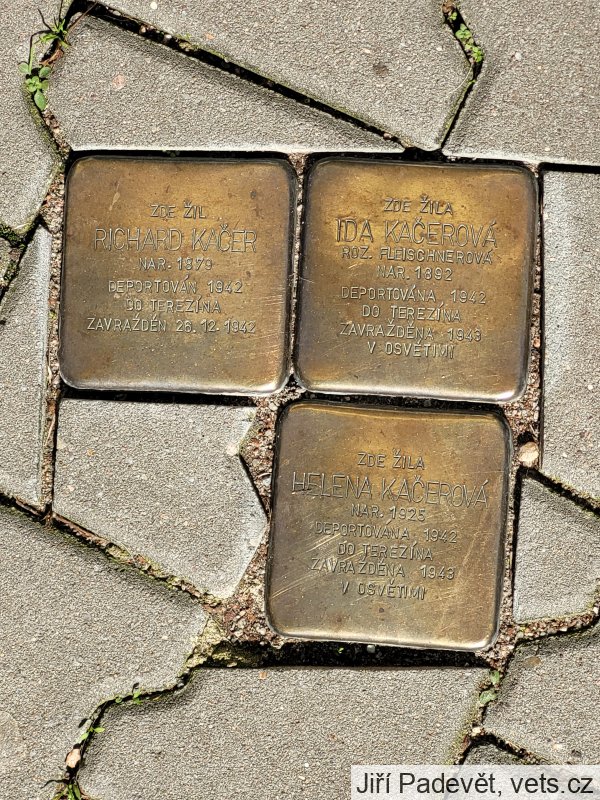 ZDE ŽIL
RICHARD KAČER
NAR. 1879
DEPORTOVÁN 1942
DO TEREZÍNA
ZAVRAŽDĚN 26.12.1942
ZDE ŽILA
IDA KAČEROVÁ
ROZ. FLEISCHNEROVÁ
NAR. 1892
DEPORTOVÁNA 1942
DO TEREZÍNA
ZAVRAŽDĚNA 1943
V OSVĚTIMI
ZDE ŽILA
HELENA KAČEROVÁ
NAR. 1925
DEPORTOVÁNA 1942
DO TEREZÍNA
ZAVRAŽDĚNA 1943
V OSVĚTIMI
Jiří Padevět, vets.cz